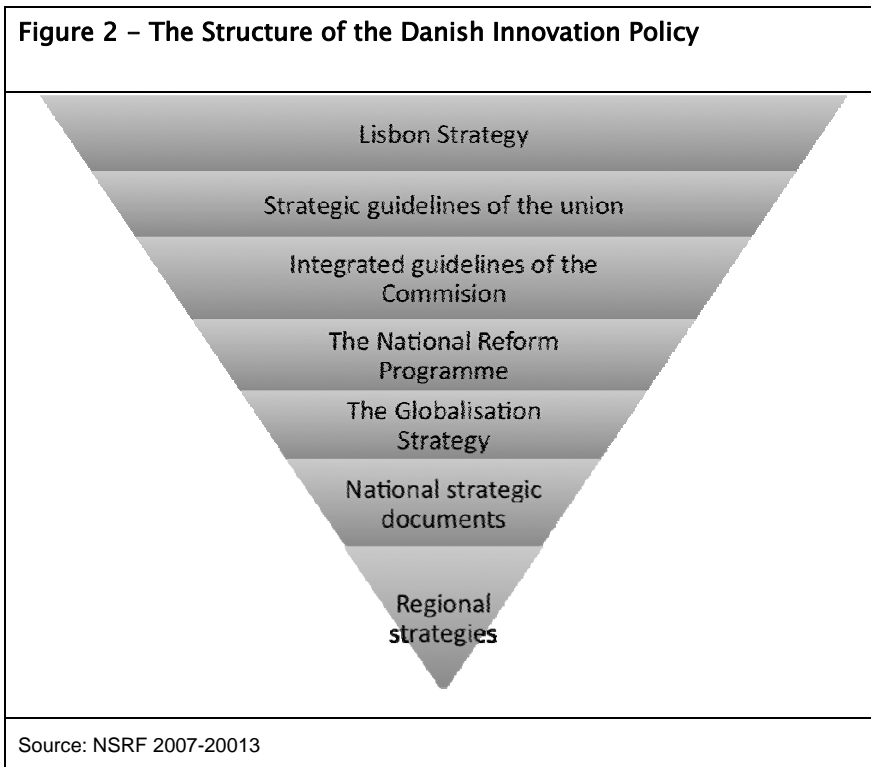 Figure 2 – The Structure of the Danish Innovation Policy
Lisbon Strategy
Strategic guidelines of the union
Integrated guidelines of the
Commision
The National Reform
Programme
The Globalisation
Strategy
National strategic
documents
Regional
strategies
Source: NSRF 2007-20013